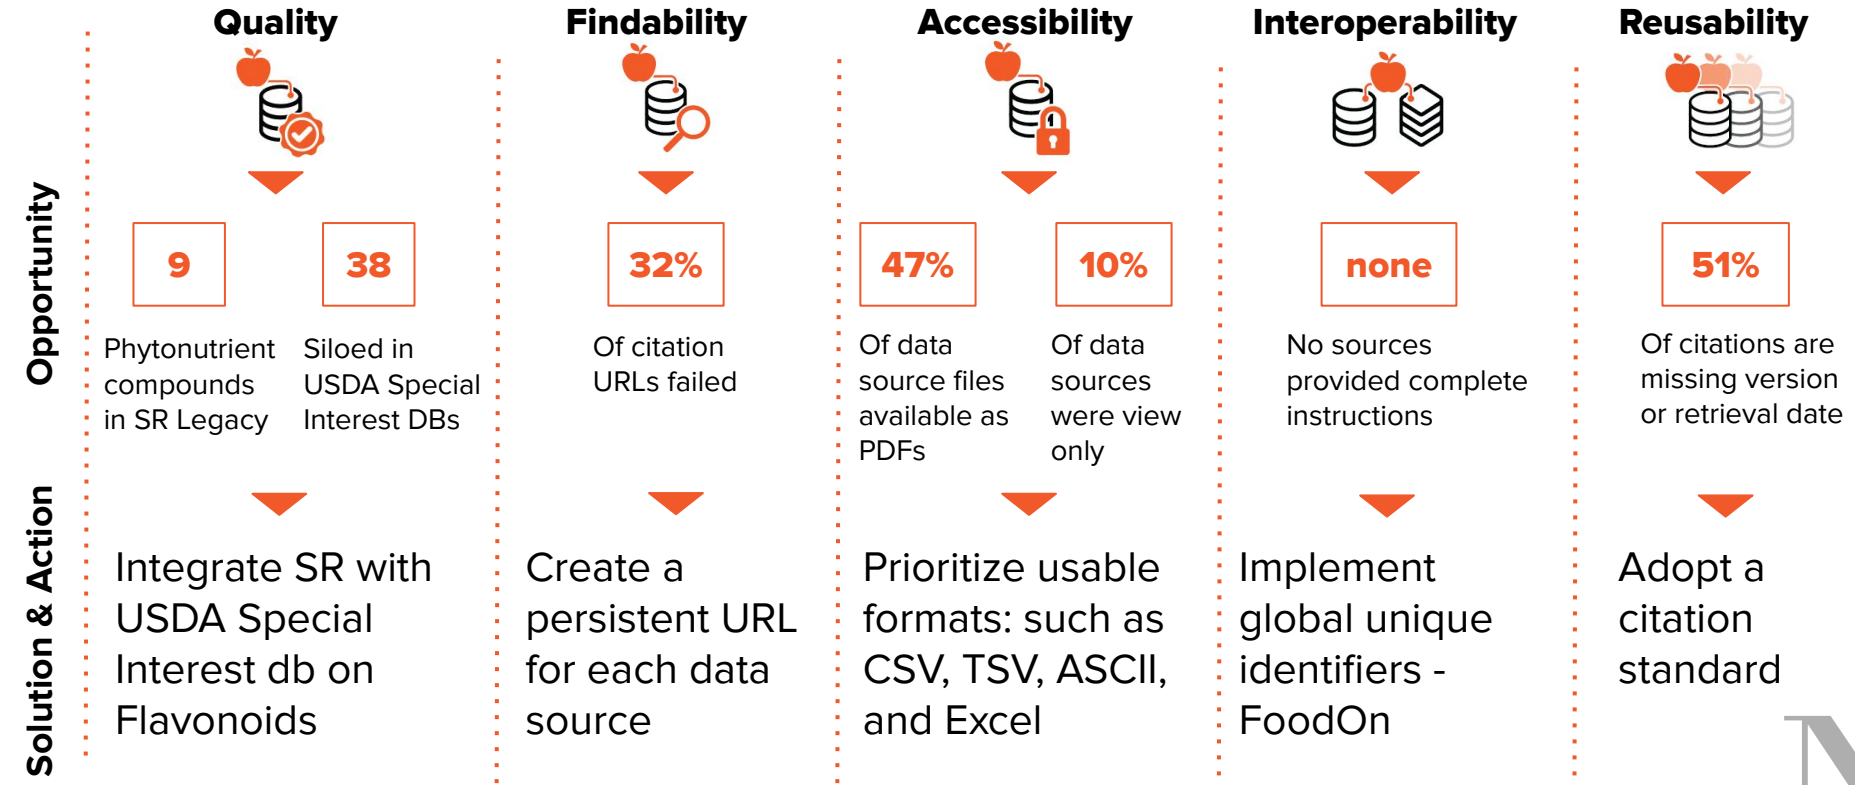 Quality
Findability
Accessibility
Interoperability
Reusability
Opportunity
9
Phytonutrient
compounds
in SR Legacy
38
Siloed in
USDA Special
Interest DBs
32%
Of citation
URLs failed
47%
Of data
source files
available as
PDFs
10%
Of data
sources
were view
only
none
No sources
provided complete
instructions
51%
Of citations are
missing version
or retrieval date
Solution & Action
Integrate SR with
USDA Special
Interest db on
Flavonoids
Create a
persistent URL
for each data
source
Prioritize usable
formats: such as
CSV, TSV, ASCII,
and Excel
Implement
global unique
identifiers -
FoodOn
Adopt a
citation
standard